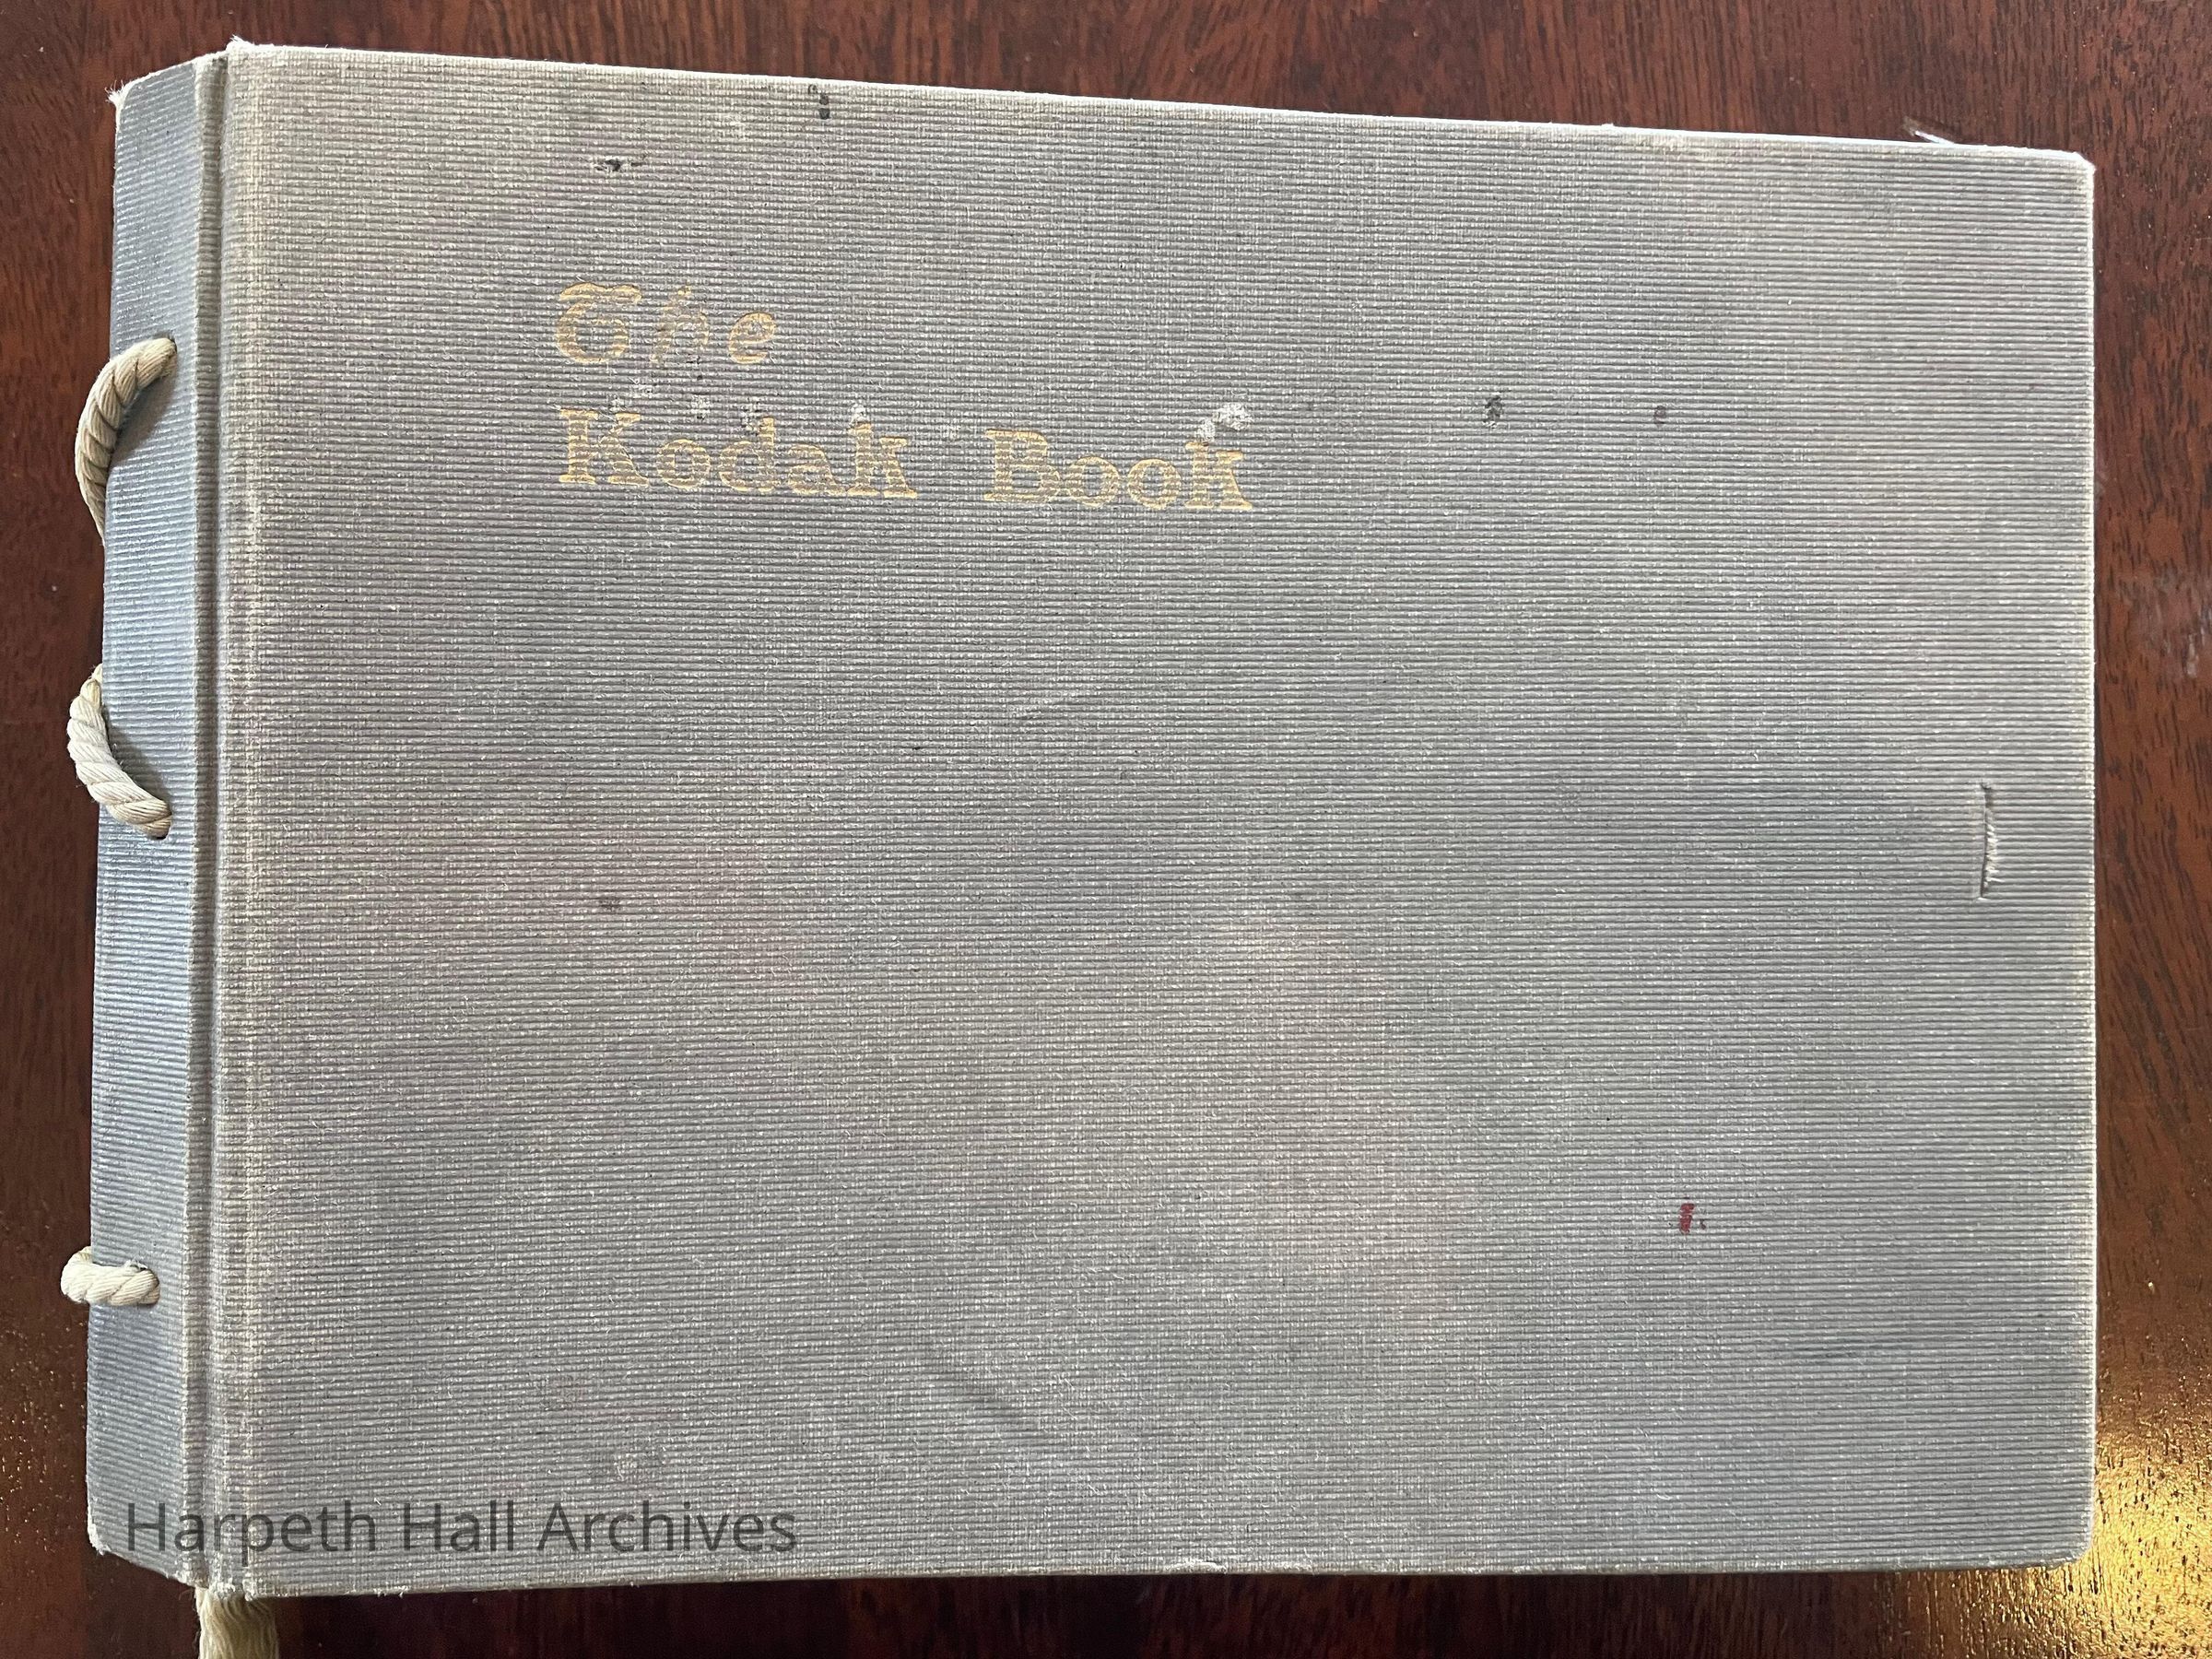 The
Kodak Book
Harpeth Hall Archives